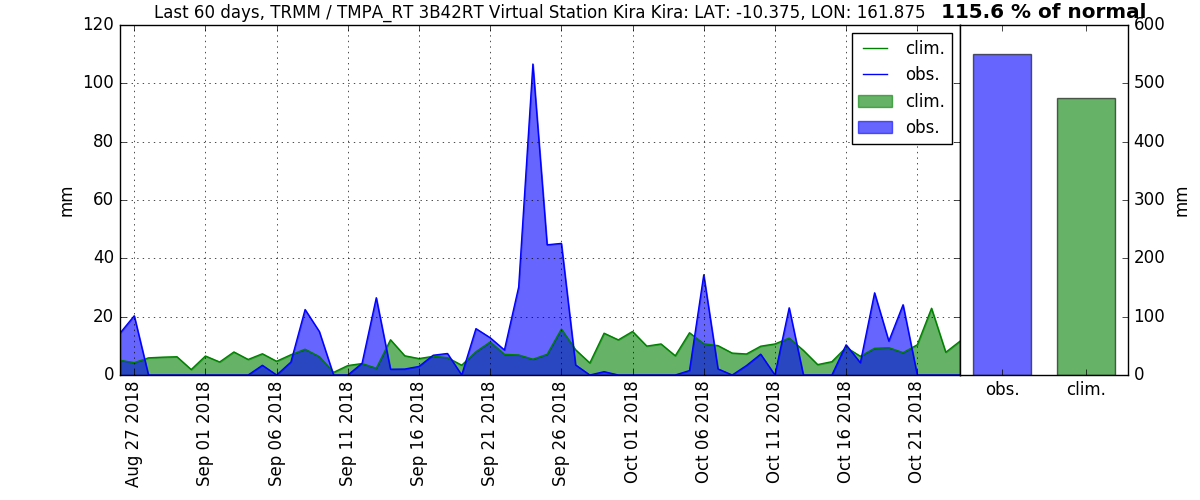 Last 60 days, TRMM / TMPA_RT 3B42RT Virtual Station Kira Kira: LAT: -10.375, LON: 161.875
115.6 % of normal
120
100
80
60
40
20
0
mm
clim.
obs.
clim.
obs.
600
500
400
300
200
100
0
mm
obs.
clim.
Aug 27 2018
Sep 01 2018
Sep 06 2018
Sep 11 2018
Sep 16 2018
Sep 21 2018
Sep 26 2018
Oct 01 2018
Oct 06 2018
Oct 11 2018
Oct 16 2018
Oct 21 2018